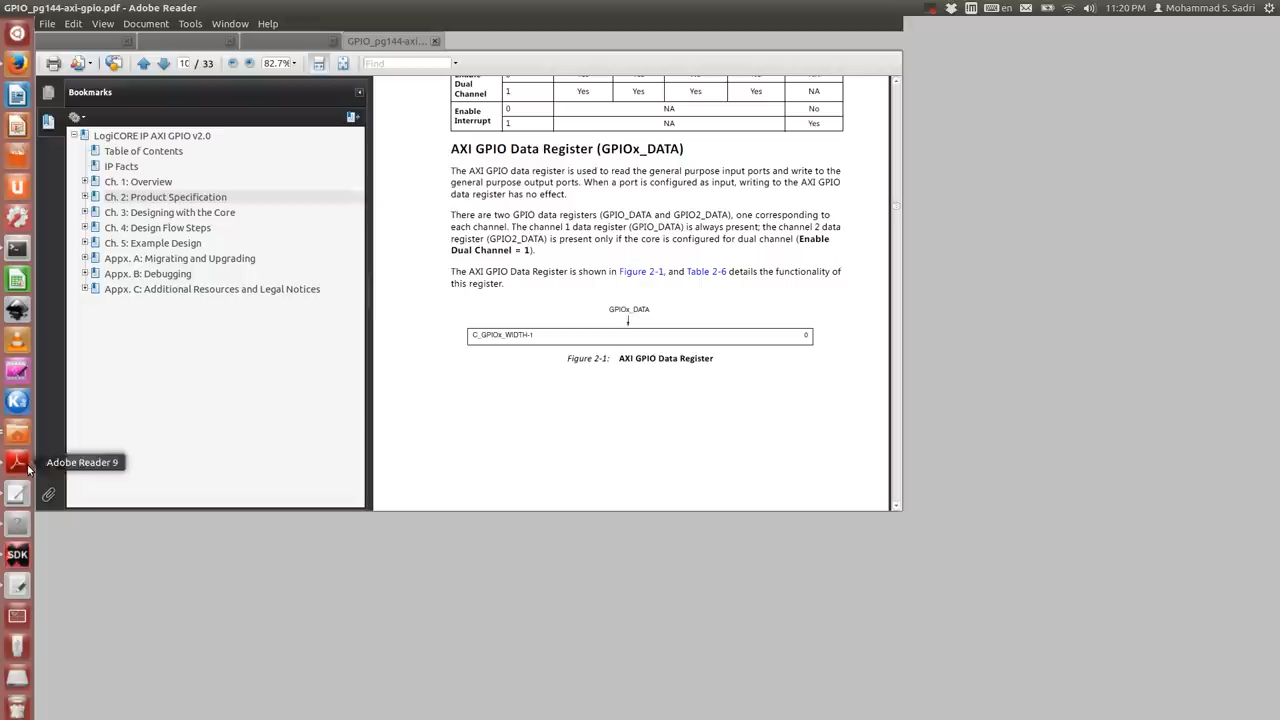 GPIO_pg144-axi-gpio.pdf - Adobe Reader
en
11:20 PM
Mohammad S. Sadri
File Edit View Document Tools Window Help
GPIO_pg144-axi...
10 / 33
82.7%
Find
Bookmarks
LogiCORE IP AXI GPIO v2.0
Table of Contents
IP Facts
Ch. 1: Overview
Ch. 2: Product Specification
Ch. 3: Designing with the Core
Ch. 4: Design Flow Steps
Ch. 5: Example Design
Appx. A: Migrating and Upgrading
Appx. B: Debugging
Appx. C: Additional Resources and Legal Notices
Enable
Dual
Channel
1 Yes Yes Yes Yes NA
Enable
Interrupt
0 NA No
1 NA Yes
AXI GPIO Data Register (GPIOx_DATA)
The AXI GPIO data register is used to read the general purpose input ports and write to the
general purpose output ports. When a port is configured as input, writing to the AXI GPIO
data register has no effect.
There are two GPIO data registers (GPIO_DATA and GPIO2_DATA), one corresponding to
each channel. The channel 1 data register (GPIO_DATA) is always present; the channel 2 data
register (GPIO2_DATA) is present only if the core is configured for dual channel (Enable
Dual Channel = 1).
The AXI GPIO Data Register is shown in Figure 2-1, and Table 2-6 details the functionality of
this register.
GPIOx_DATA
C_GPIOx_WIDTH-1 0
Figure 2-1: AXI GPIO Data Register
Adobe Reader 9
SDK